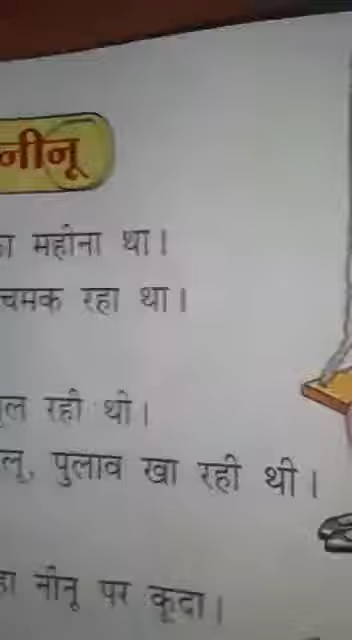 नीनू
महीना था।
चमक रहा था।
रही थी।
पुलाव खा रही थी।
नीनू पर कूदा।